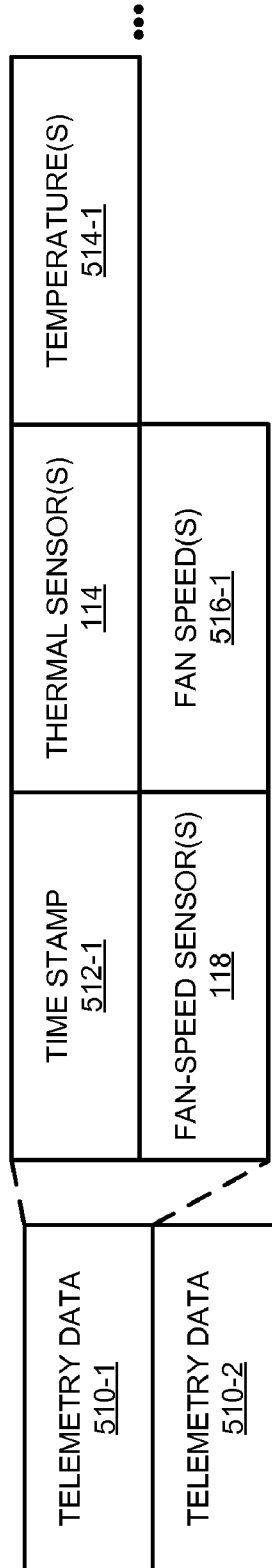 TELEMETRY DATA
510-1
TELEMETRY DATA
510-2
TIME STAMP
512-1
THERMAL SENSOR(S)
114
TEMPERATURE(S)
514-1
FAN-SPEED SENSOR(S)
118
FAN SPEED(S)
516-1
•••